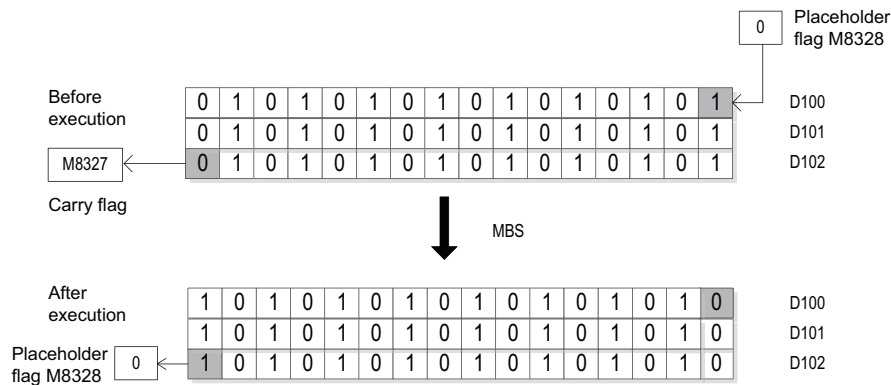 0
Placeholder
flag M8328
Before
execution
0 1 0 1 0 1 0 1 0 1 0 1 0 1 0 1
D100
0 1 0 1 0 1 0 1 0 1 0 1 0 1 0 1
D101
M8327
0 1 0 1 0 1 0 1 0 1 0 1 0 1 0 1
D102
Carry flag
MBS
After
execution
1 0 1 0 1 0 1 0 1 0 1 0 1 0 1 0
D100
1 0 1 0 1 0 1 0 1 0 1 0 1 0 1 0
D101
Placeholder
flag M8328
0
1 0 1 0 1 0 1 0 1 0 1 0 1 0 1 0
D102